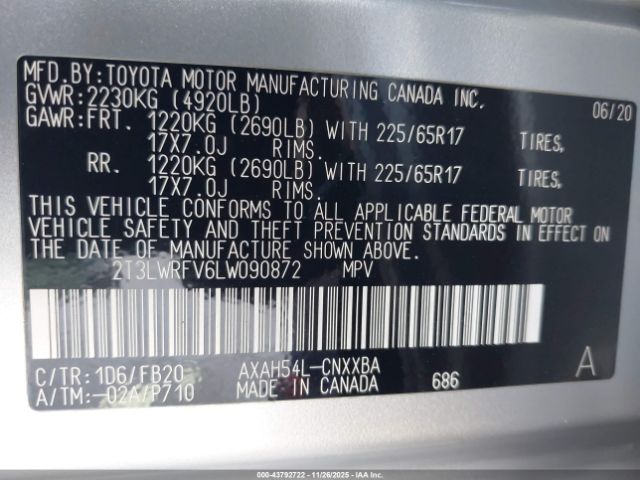 MFD.BY:TOYOTA MOTOR MANUFACTURING CANADA INC.
GVWR:2230KG (4920LB) 06/20
GAWR:FRT. 1220KG (2690LB) WITH 225/65R17 TIRES,
17X7.0J RIMS.
RR. 1220KG (2690LB) WITH 225/65R17 TIRES,
17X7.0J RIMS.
THIS VEHICLE CONFORMS TO ALL APPLICABLE FEDERAL MOTOR
VEHICLE SAFETY AND THEFT PREVENTION STANDARDS IN EFFECT ON
THE DATE OF MANUFACTURE SHOWN ABOVE.
2T3LWRFV6LW090872 MPV
C/TR:1D6/FB20 AXAH54L-CNXXBA A
A/TM:-02A/P710 MADE IN CANADA 686
000-43792722 - 11/26/2025 - IAAI.CA